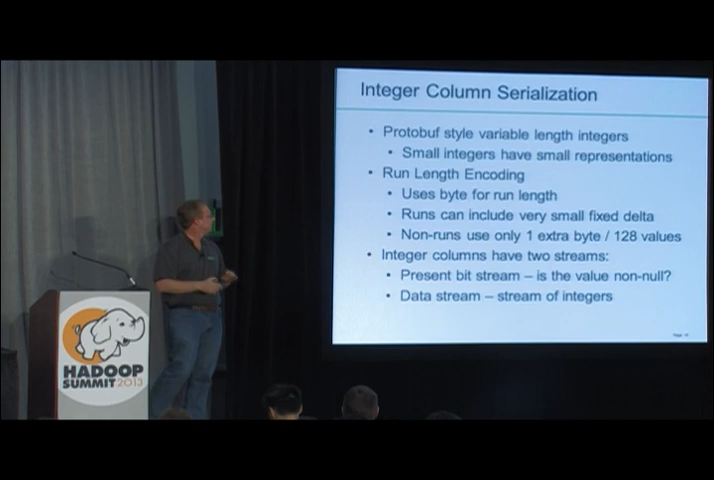 Integer Column Serialization
• Protobuf style variable length integers
• Small integers have small representations
• Run Length Encoding
• Uses byte for run length
• Runs can include very small fixed delta
• Non-runs use only 1 extra byte / 128 values
• Integer columns have two streams:
• Present bit stream – is the value non-null?
• Data stream – stream of integers
HADOOP
SUMMIT 2013